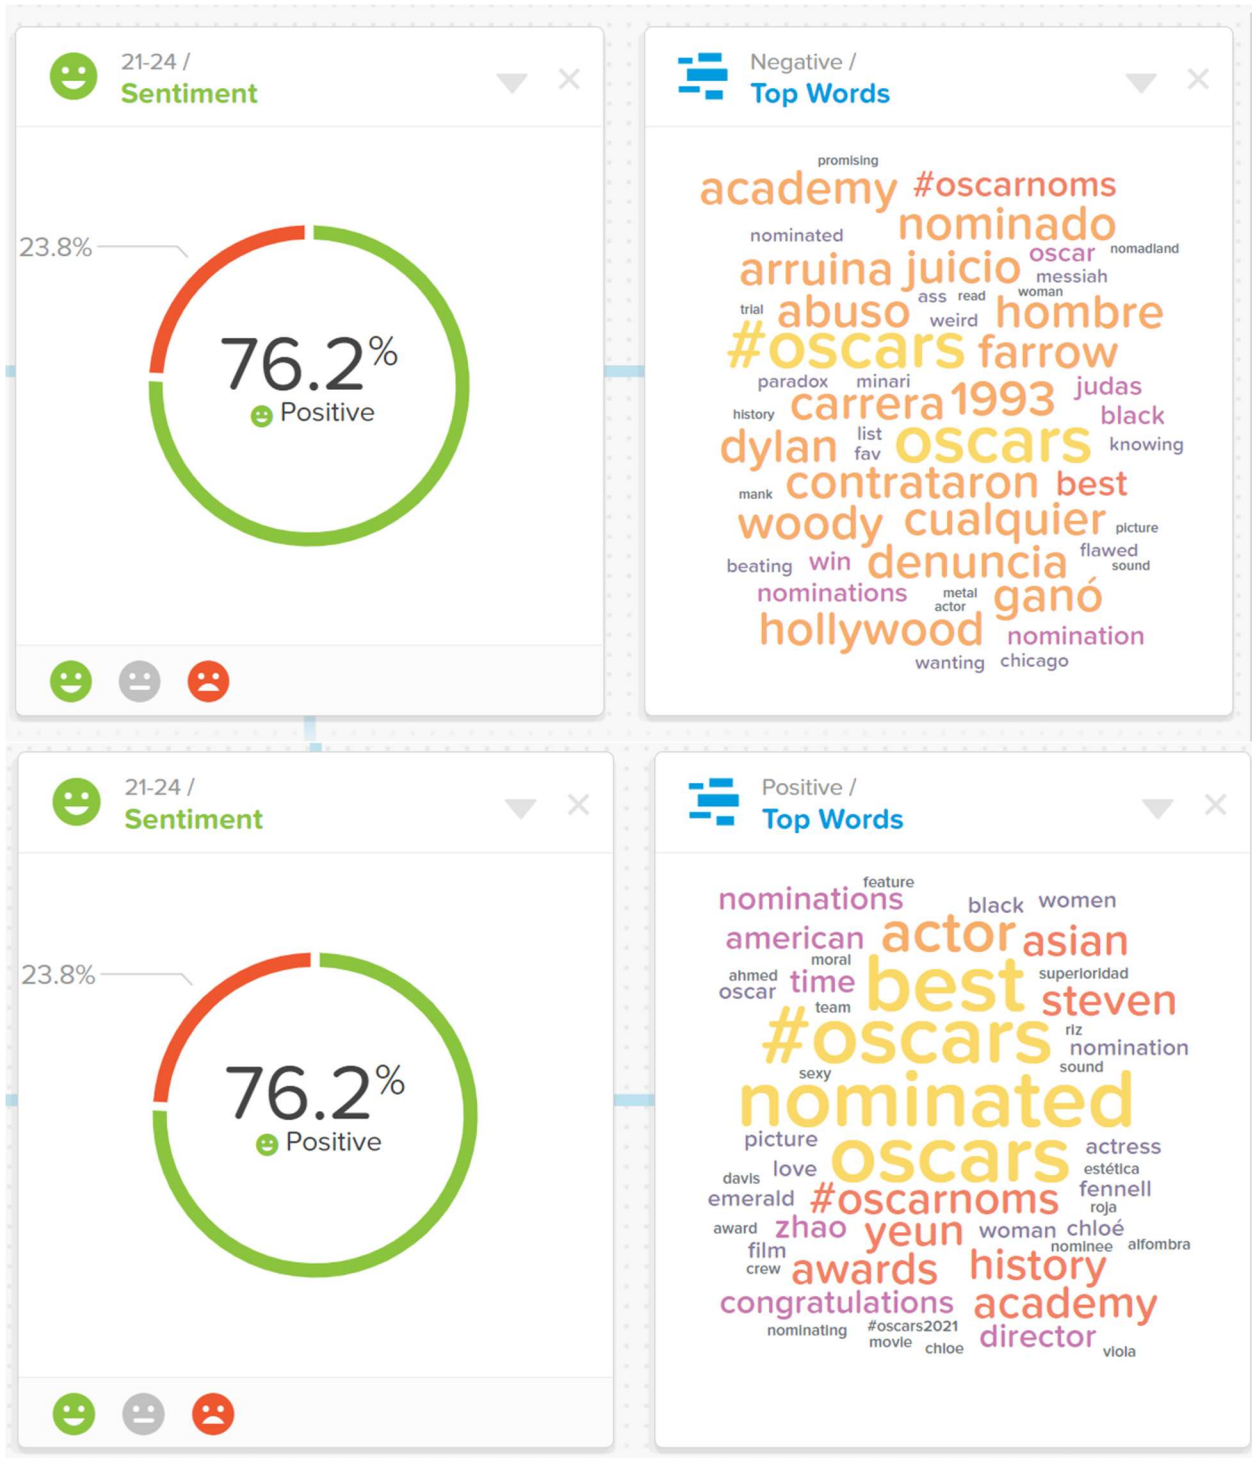 21-24 /
Sentiment
23.8%
76.2%
Positive
Negative /
Top Words
promising
academy #oscarnoms
nominado
nominated
oscar nomadland
arruina juicio messiah
ass read woman
trial abuso weird hombre
#oscars farrow
paradox minari judas
carrera 1993
history black
dylan list oscars knowing
fav
contrataron best
mank
woody cualquier picture
flawed
beating win denuncia sound
nominations metal ganó
actor
hollywood nomination
wanting chicago
21-24 /
Sentiment
23.8%
76.2%
Positive
Positive /
Top Words
feature
nominations black women
american actor asian
moral
ahmed time best superioridad
oscar steven
team
#oscars riz
nomination
sound
sexy
nominated
picture oscars actress
love estética
davis
emerald #oscarnoms fennell
roja
award zhao yeun woman chloé
film nominee alfombra
crew awards history
congratulations academy
nominating #oscars2021 director
movie chloe viola